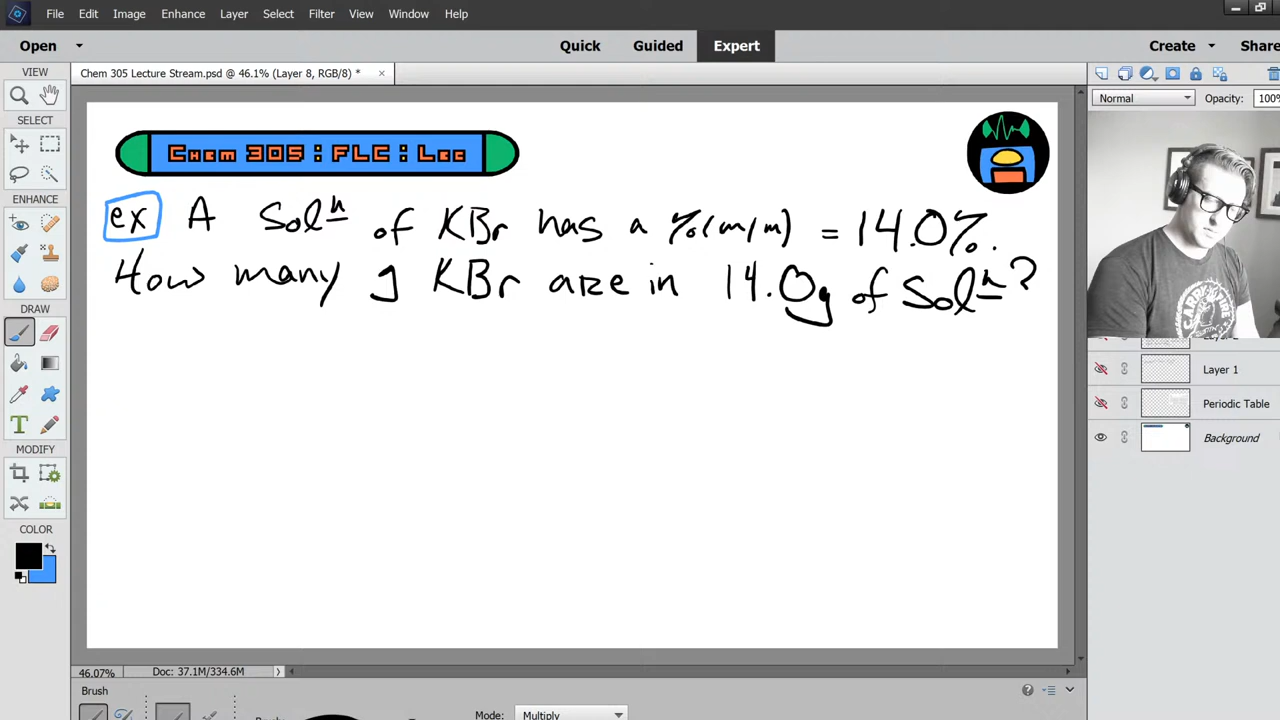 File Edit Image Enhance Layer Select Filter View Window Help
Open Quick Guided Expert Create Share
VIEW
Chem 305 Lecture Stream.psd @ 46.1% (Layer 8, RGB/8) * ×
Normal Opacity: 100%
SELECT
Chem 305 : FLC : Lec
ENHANCE
ex A Solⁿ of KBr has a %(m/m) = 14.0%.
How many g KBr are in 14.0g of Solⁿ?
CARPE
DRAW
Layer 1
Periodic Table
Background
MODIFY
COLOR
46.07% Doc: 37.1M/334.6M
Brush
Mode: Multiply